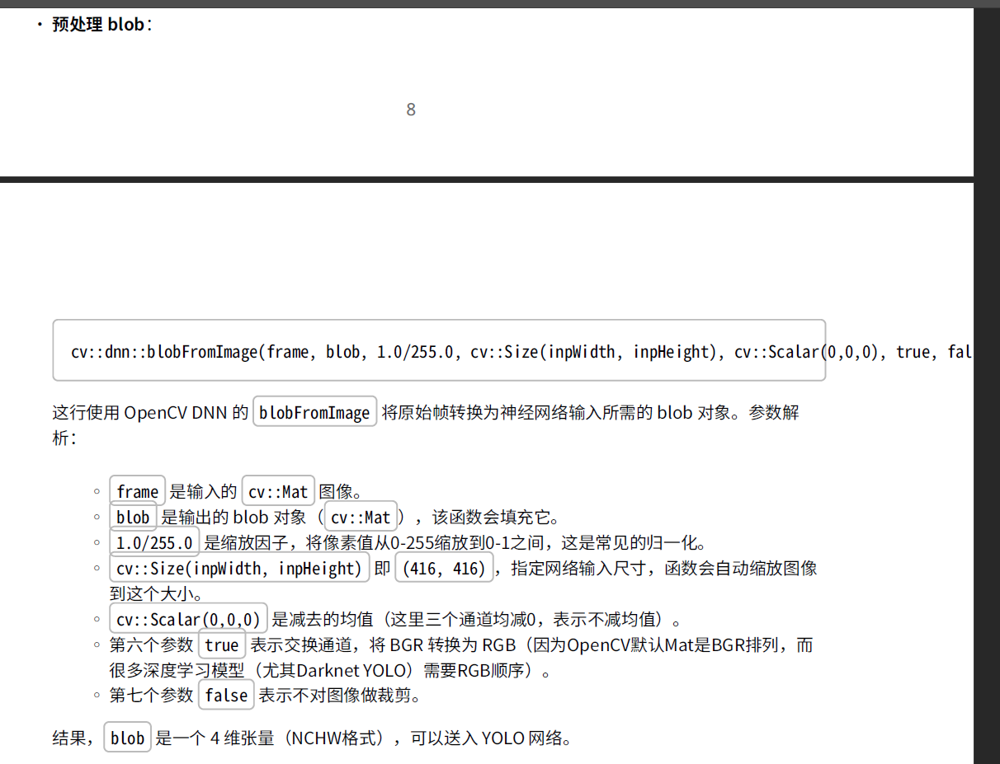 • 预处理 blob：
8
cv::dnn::blobFromImage(frame, blob, 1.0/255.0, cv::Size(inpWidth, inpHeight), cv::Scalar(0,0,0), true, fal
这行使用 OpenCV DNN 的 blobFromImage 将原始帧转换为神经网络输入所需的 blob 对象。参数解
析：
◦ frame 是输入的 cv::Mat 图像。
◦ blob 是输出的 blob 对象（cv::Mat），该函数会填充它。
◦ 1.0/255.0 是缩放因子，将像素值从0-255缩放到0-1之间，这是常见的归一化。
◦ cv::Size(inpWidth, inpHeight) 即 (416, 416)，指定网络输入尺寸，函数会自动缩放图像
到这个大小。
◦ cv::Scalar(0,0,0) 是减去的均值（这里三个通道均减0，表示不减均值）。
◦ 第六个参数 true 表示交换通道，将 BGR 转换为 RGB（因为OpenCV默认Mat是BGR排列，而
很多深度学习模型（尤其Darknet YOLO）需要RGB顺序）。
◦ 第七个参数 false 表示不对图像做裁剪。
结果，blob 是一个 4 维张量（NCHW格式），可以送入 YOLO 网络。